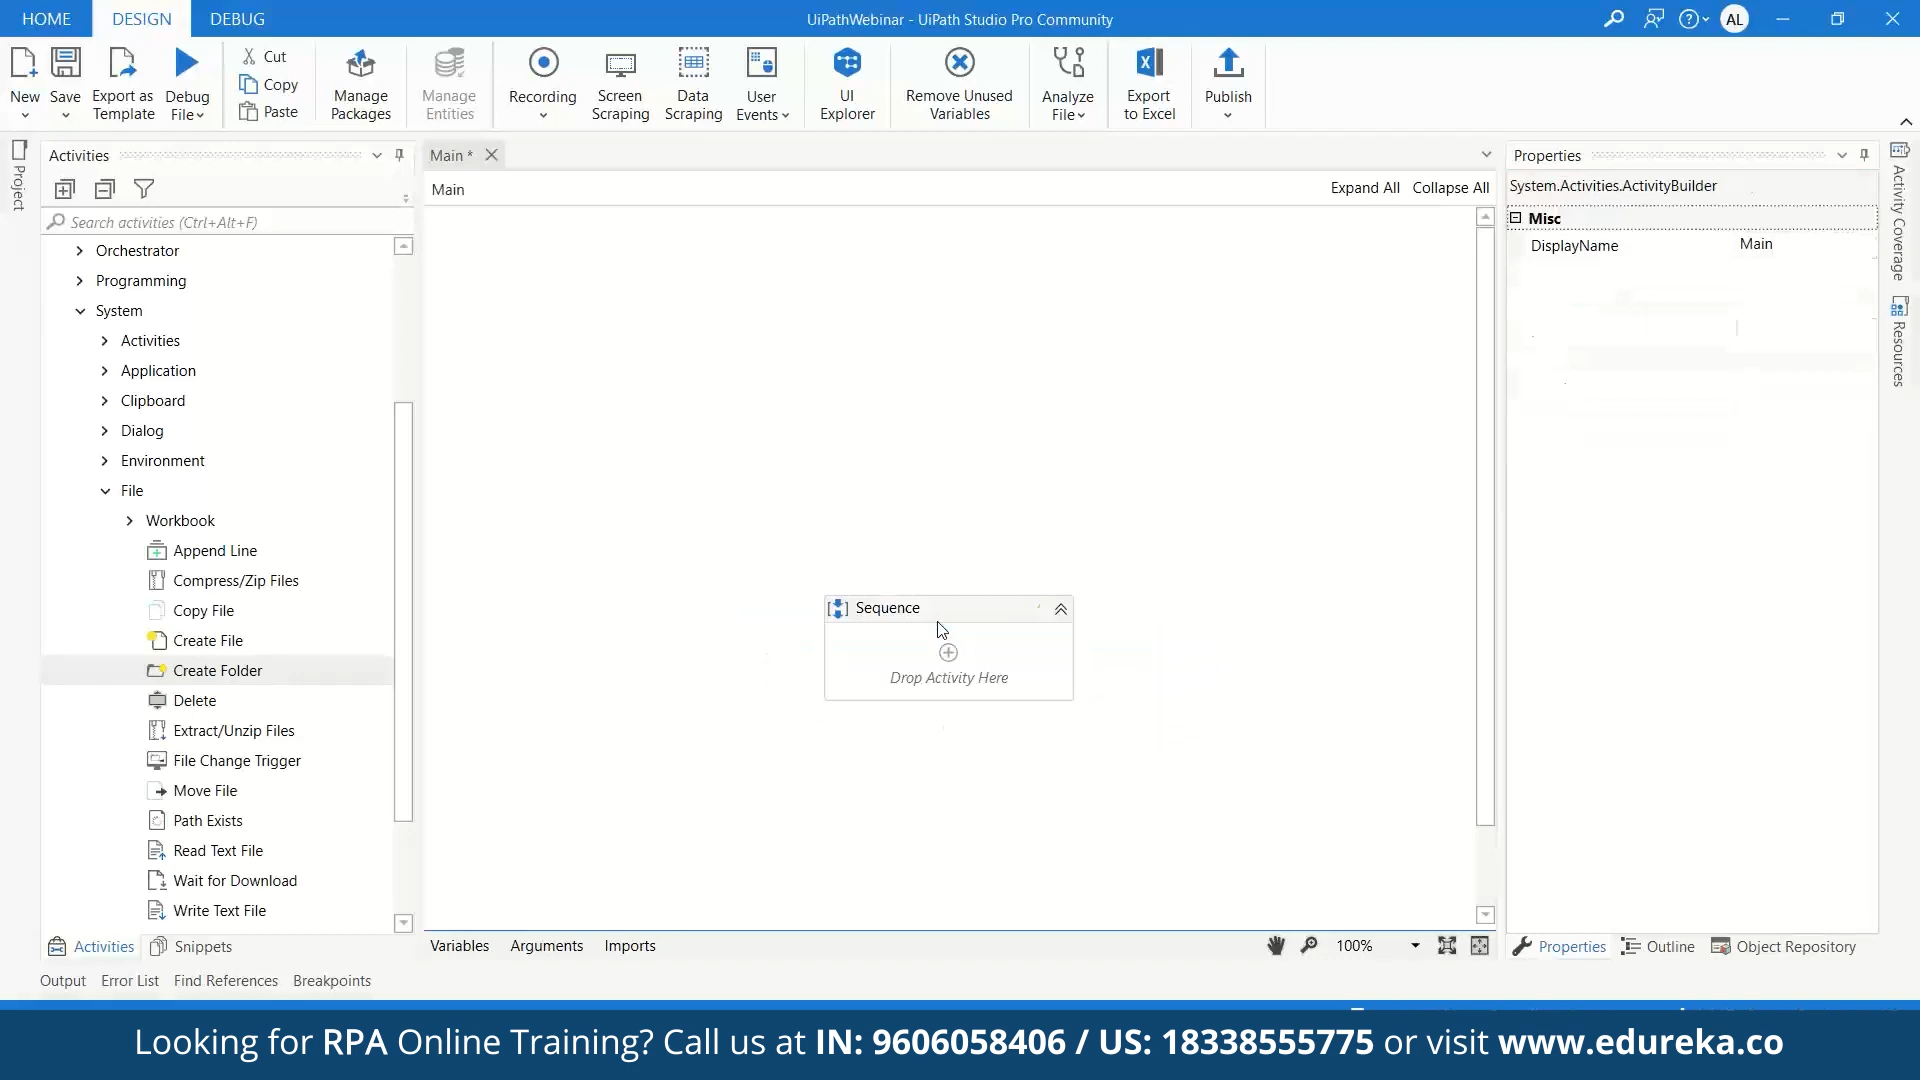 HOME DESIGN DEBUG
UiPathWebinar - UiPath Studio Pro Community
AL
New
Save
Export as
Template
Debug
File
Cut
Copy
Paste
Manage
Packages
Manage
Entities
Recording
Screen
Scraping
Data
Scraping
User
Events
UI
Explorer
Remove Unused
Variables
Analyze
File
Export
to Excel
Publish
Project
Activities
Search activities (Ctrl+Alt+F)
Orchestrator
Programming
System
Activities
Application
Clipboard
Dialog
Environment
File
Workbook
Append Line
Compress/Zip Files
Copy File
Create File
Create Folder
Delete
Extract/Unzip Files
File Change Trigger
Move File
Path Exists
Read Text File
Wait for Download
Write Text File
Activities Snippets
Main *
Main
Expand All Collapse All
Sequence
Drop Activity Here
Variables Arguments Imports
100%
Properties
System.Activities.ActivityBuilder
Misc
DisplayName Main
Activity Coverage
Resources
Properties Outline Object Repository
Output Error List Find References Breakpoints
Looking for RPA Online Training? Call us at IN: 9606058406 / US: 18338555775 or visit www.edureka.co